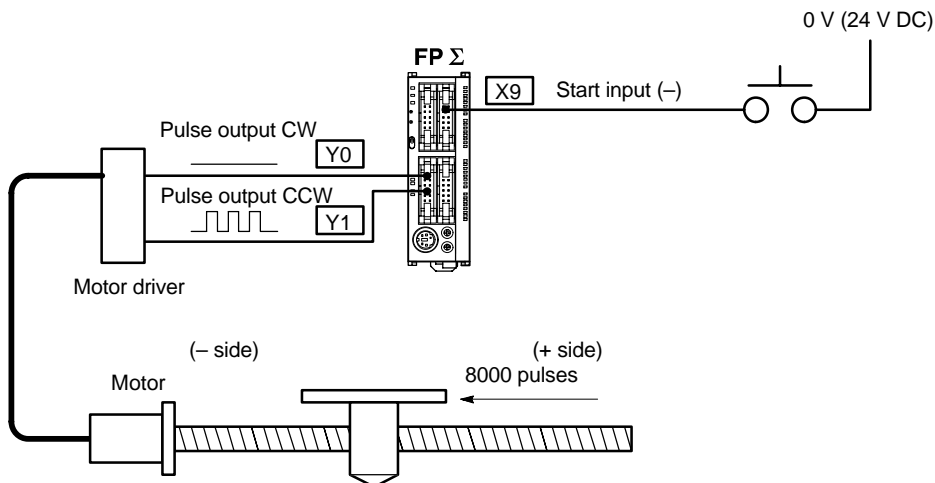 0 V (24 V DC)
FP Σ
X9
Start input (–)
Pulse output CW
Y0
Pulse output CCW
Y1
Motor driver
(– side)
(+ side)
8000 pulses
Motor